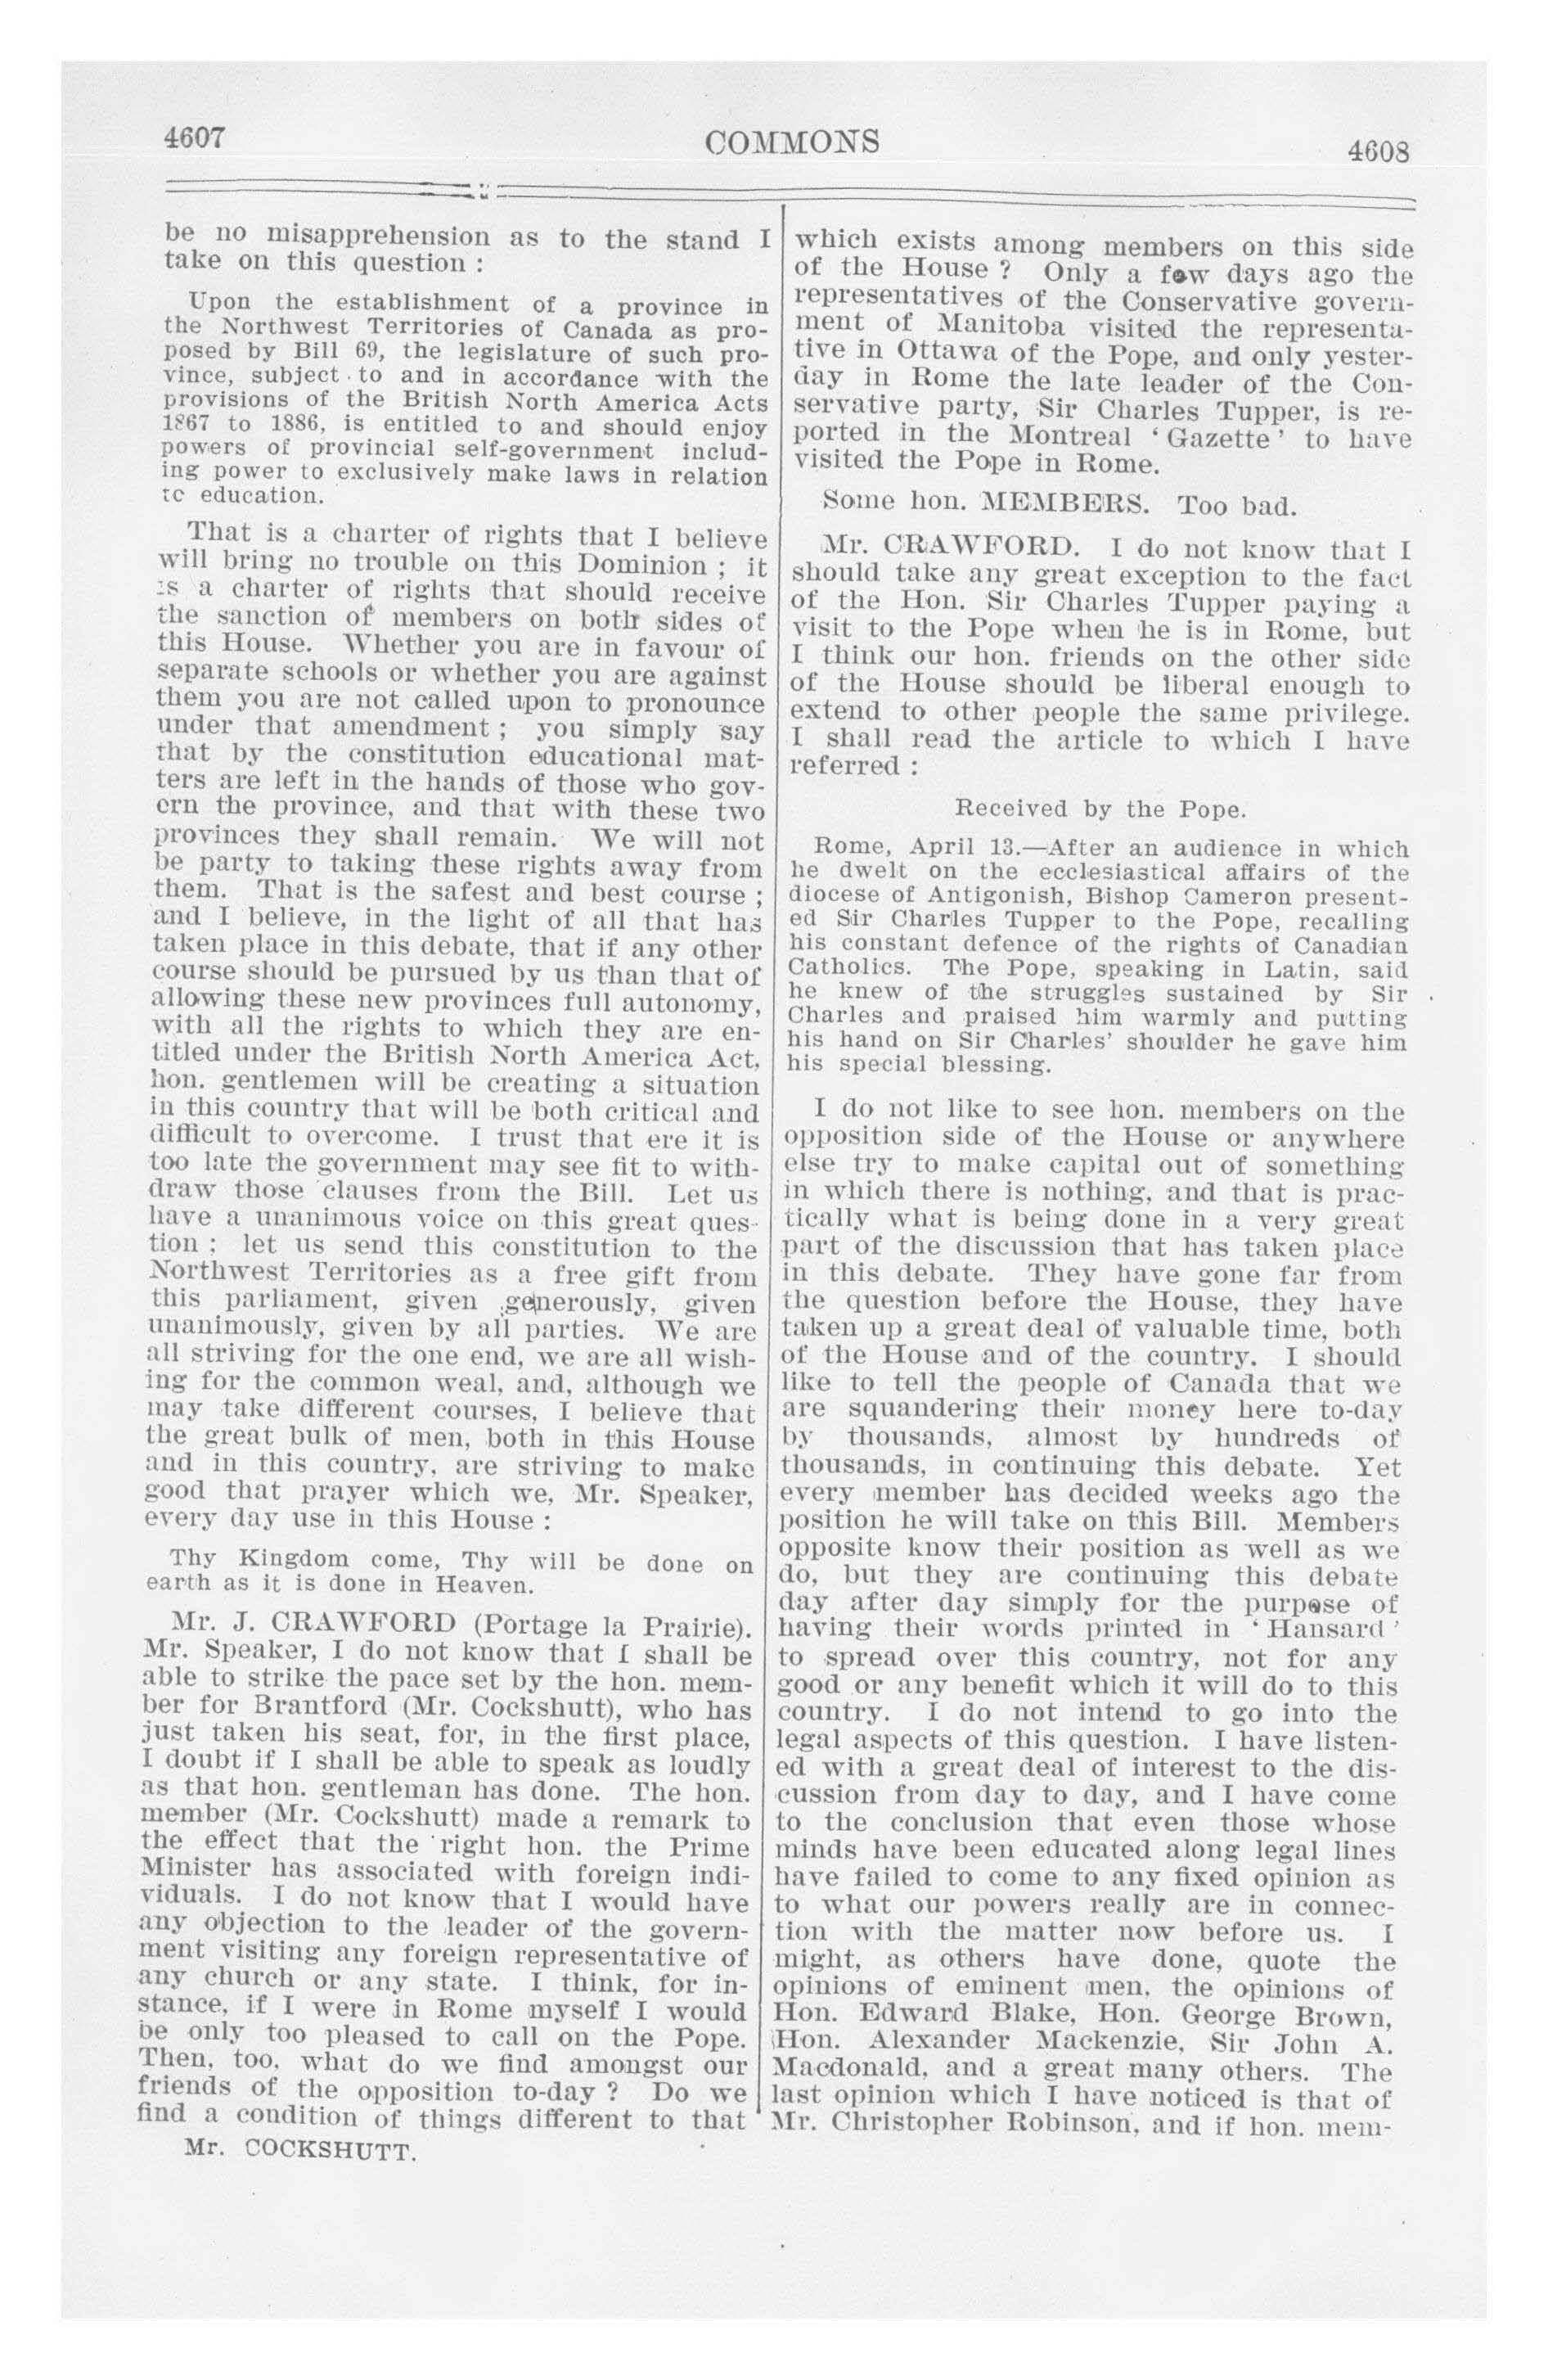 4607
COMMONS
4608
be no misapprehension as to the stand I
take on this question :
Upon the establishment of a province in
the Northwest Territories of Canada as pro-
posed by Bill 69, the legislature of such pro-
vince, subject to and in accordance with the
provisions of the British North America Acts
1867 to 1886, is entitled to and should enjoy
powers of provincial self-government includ-
ing power to exclusively make laws in relation
to education.
That is a charter of rights that I believe
will bring no trouble on this Dominion ; it
is a charter of rights that should receive
the sanction of members on both sides of
this House. Whether you are in favour of
separate schools or whether you are against
them you are not called upon to pronounce
under that amendment ; you simply say
that by the constitution educational mat-
ters are left in the hands of those who gov-
ern the province, and that with these two
provinces they shall remain. We will not
be party to taking these rights away from
them. That is the safest and best course ;
and I believe, in the light of all that has
taken place in this debate, that if any other
course should be pursued by us than that of
allowing these new provinces full autonomy,
with all the rights to which they are en-
titled under the British North America Act,
hon. gentlemen will be creating a situation
in this country that will be both critical and
difficult to overcome. I trust that ere it is
too late the government may see fit to with-
draw those clauses from the Bill. Let us
have a unanimous voice on this great ques-
tion ; let us send this constitution to the
Northwest Territories as a free gift from
this parliament, given generously, given
unanimously, given by all parties. We are
all striving for the one end, we are all wish-
ing for the common weal, and, although we
may take different courses, I believe that
the great bulk of men, both in this House
and in this country, are striving to make
good that prayer which we, Mr. Speaker,
every day use in this House :
Thy Kingdom come, Thy will be done on
earth as it is done in Heaven.
Mr. J. CRAWFORD (Portage la Prairie).
Mr. Speaker, I do not know that I shall be
able to strike the pace set by the hon. mem-
ber for Brantford (Mr. Cockshutt), who has
just taken his seat, for, in the first place,
I doubt if I shall be able to speak as loudly
as that hon. gentleman has done. The hon.
member (Mr. Cockshutt) made a remark to
the effect that the right hon. the Prime
Minister has associated with foreign indi-
viduals. I do not know that I would have
any objection to the leader of the govern-
ment visiting any foreign representative of
any church or any state. I think, for in-
stance, if I were in Rome myself I would
be only too pleased to call on the Pope.
Then, too, what do we find amongst our
friends of the opposition to-day ? Do we
find a condition of things different to that
Mr. COCKSHUTT.
which exists among members on this side
of the House ? Only a few days ago the
representatives of the Conservative govern-
ment of Manitoba visited the representa-
tive in Ottawa of the Pope, and only yester-
day in Rome the late leader of the Con-
servative party, Sir Charles Tupper, is re-
ported in the Montreal ‘ Gazette ’ to have
visited the Pope in Rome.
Some hon. MEMBERS. Too bad.
Mr. CRAWFORD. I do not know that I
should take any great exception to the fact
of the Hon. Sir Charles Tupper paying a
visit to the Pope when he is in Rome, but
I think our hon. friends on the other side
of the House should be liberal enough to
extend to other people the same privilege.
I shall read the article to which I have
referred :
Received by the Pope.
Rome, April 13.—After an audience in which
he dwelt on the ecclesiastical affairs of the
diocese of Antigonish, Bishop Cameron present-
ed Sir Charles Tupper to the Pope, recalling
his constant defence of the rights of Canadian
Catholics. The Pope, speaking in Latin, said
he knew of the struggles sustained by Sir
Charles and praised him warmly and putting
his hand on Sir Charles' shoulder he gave him
his special blessing.
I do not like to see hon. members on the
opposition side of the House or anywhere
else try to make capital out of something
in which there is nothing, and that is prac-
tically what is being done in a very great
part of the discussion that has taken place
in this debate. They have gone far from
the question before the House, they have
taken up a great deal of valuable time, both
of the House and of the country. I should
like to tell the people of Canada that we
are squandering their money here to-day
by thousands, almost by hundreds of
thousands, in continuing this debate. Yet
every member has decided weeks ago the
position he will take on this Bill. Members
opposite know their position as well as we
do, but they are continuing this debate
day after day simply for the purpose of
having their words printed in ‘ Hansard ’
to spread over this country, not for any
good or any benefit which it will do to this
country. I do not intend to go into the
legal aspects of this question. I have listen-
ed with a great deal of interest to the dis-
cussion from day to day, and I have come
to the conclusion that even those whose
minds have been educated along legal lines
have failed to come to any fixed opinion as
to what our powers really are in connec-
tion with the matter now before us. I
might, as others have done, quote the
opinions of eminent men, the opinions of
Hon. Edward Blake, Hon. George Brown,
Hon. Alexander Mackenzie, Sir John A.
Macdonald, and a great many others. The
last opinion which I have noticed is that of
Mr. Christopher Robinson, and if hon. mem-